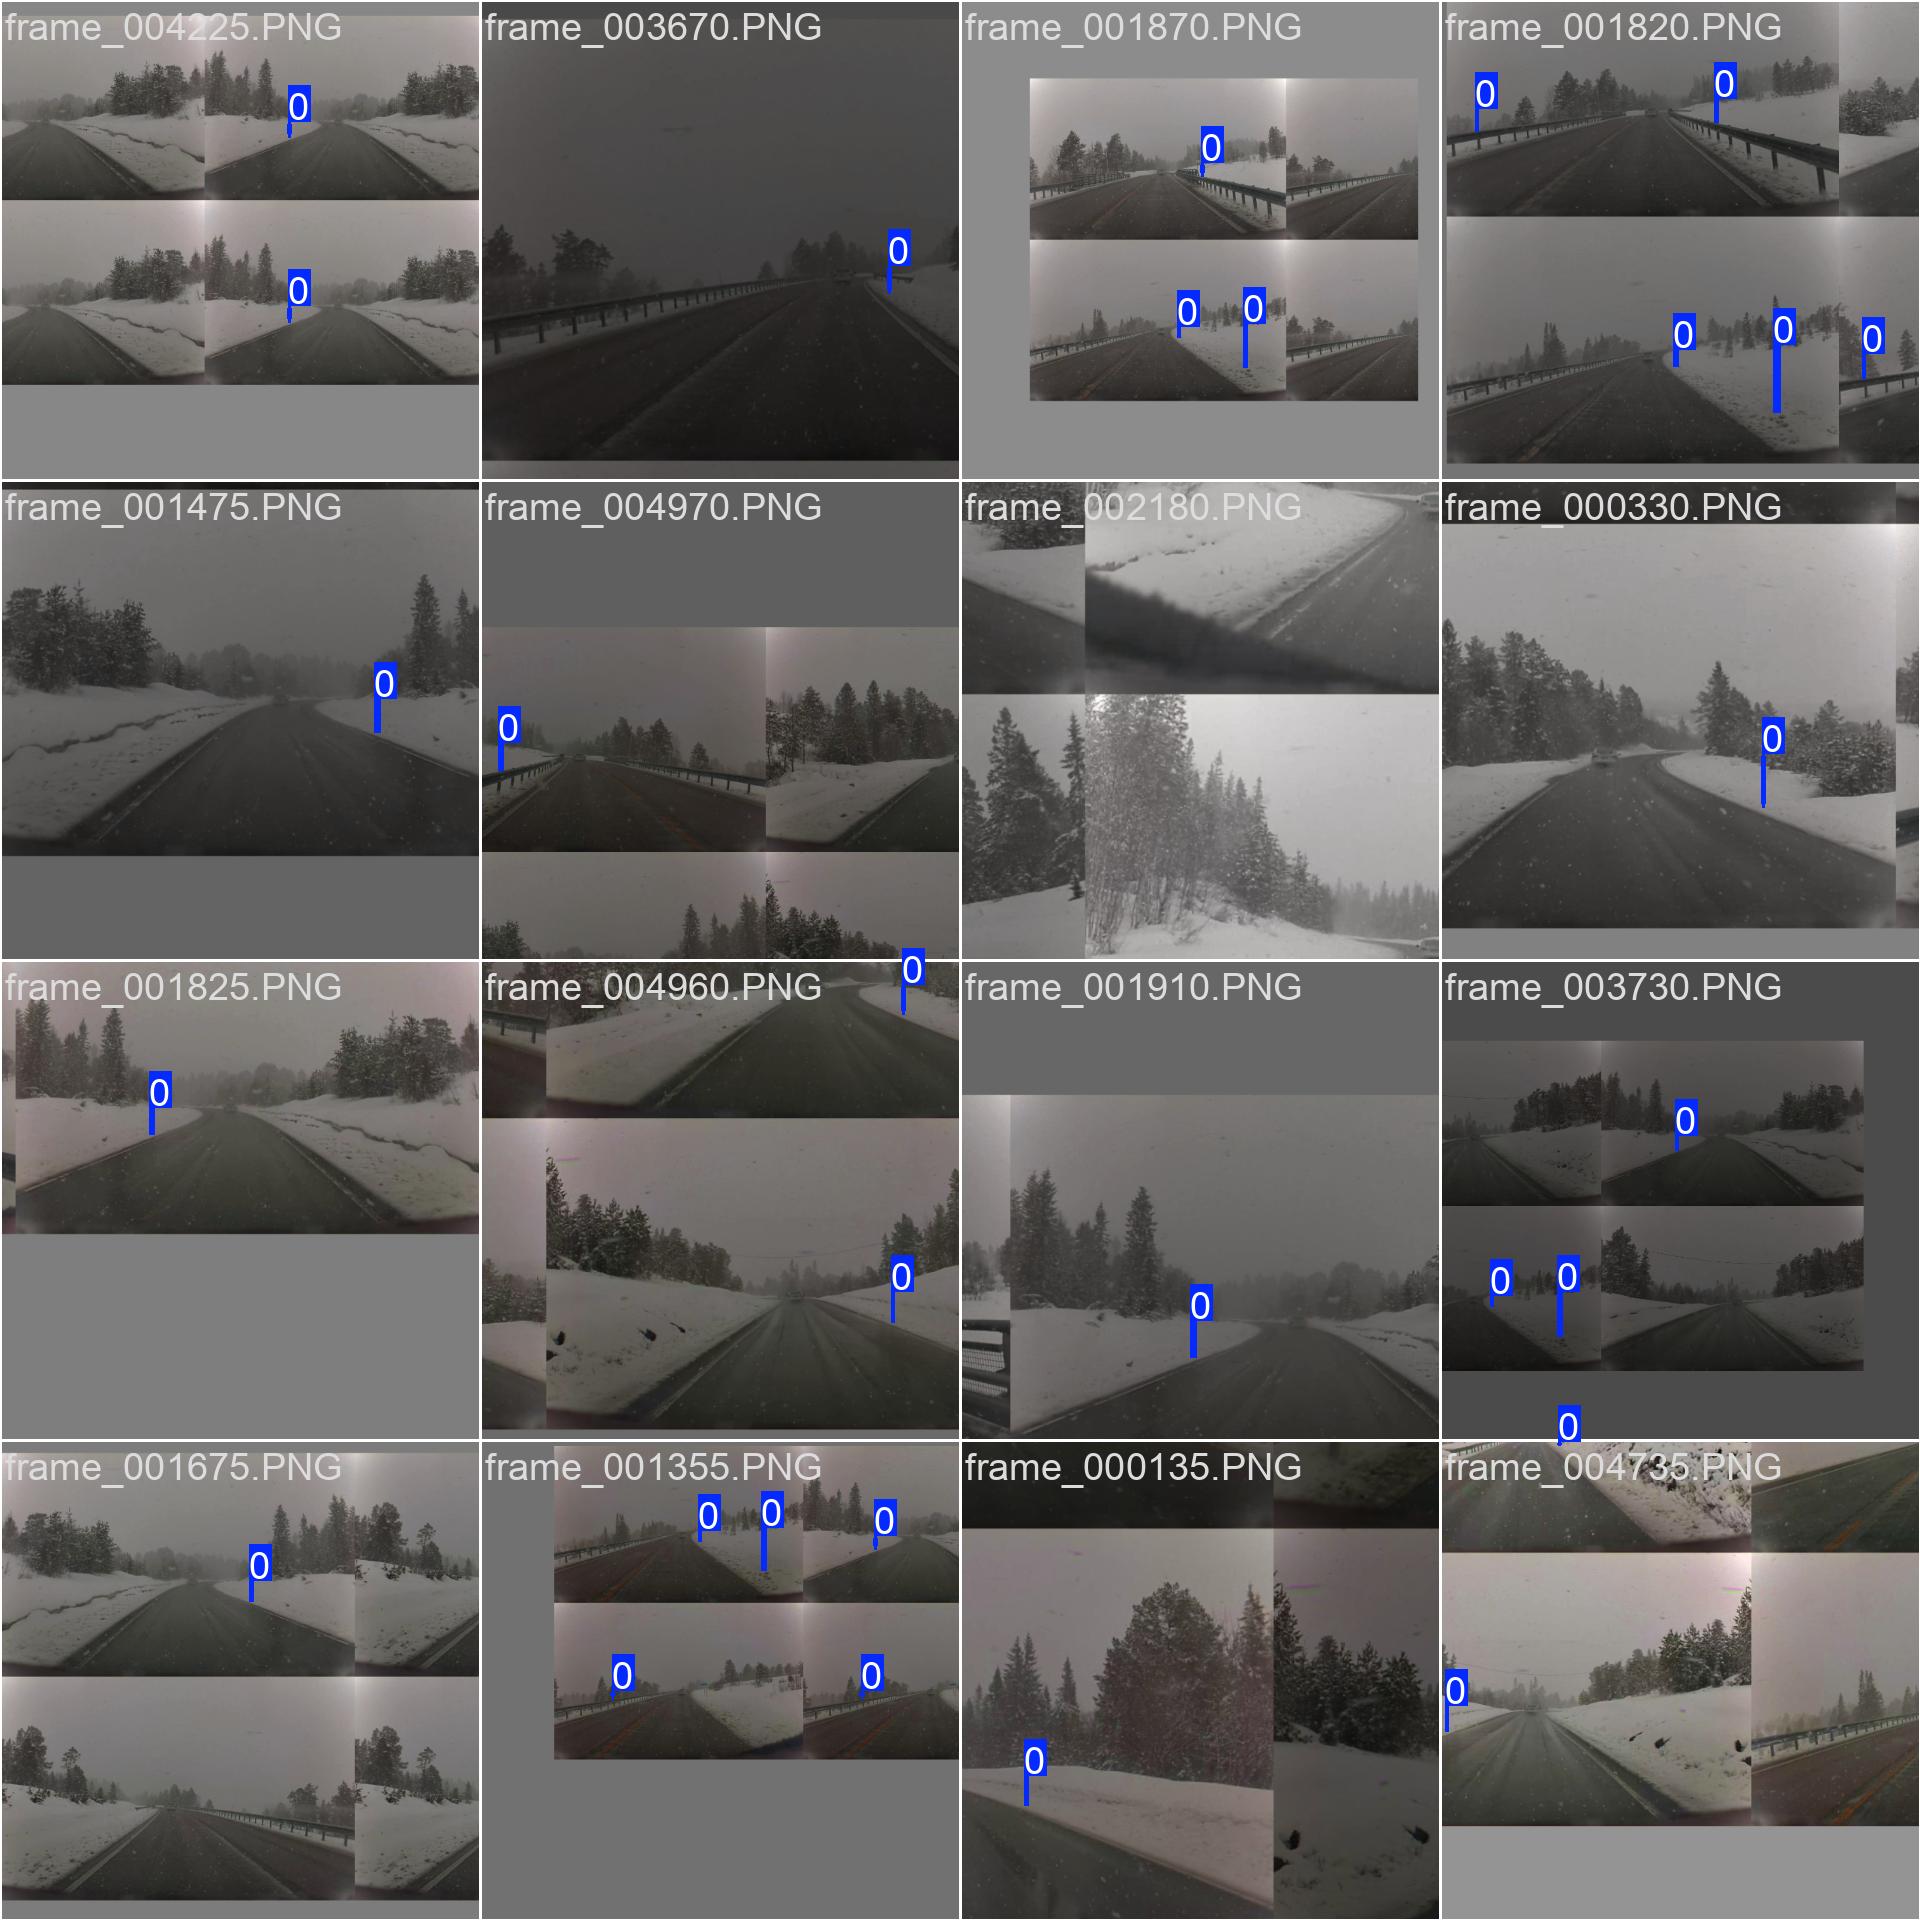 frame_004225.PNG
0
0
frame_003670.PNG
0
frame_001870.PNG
0
0
0
frame_001820.PNG
0
0
0
0
0
frame_001475.PNG
0
frame_004970.PNG
0
frame_002180.PNG
frame_000330.PNG
0
frame_001825.PNG
0
frame_004960.PNG
0
0
frame_001910.PNG
0
frame_003730.PNG
0
0
0
frame_001675.PNG
0
frame_001355.PNG
0
0
0
0
0
frame_000135.PNG
0
frame_004735.PNG
0
0